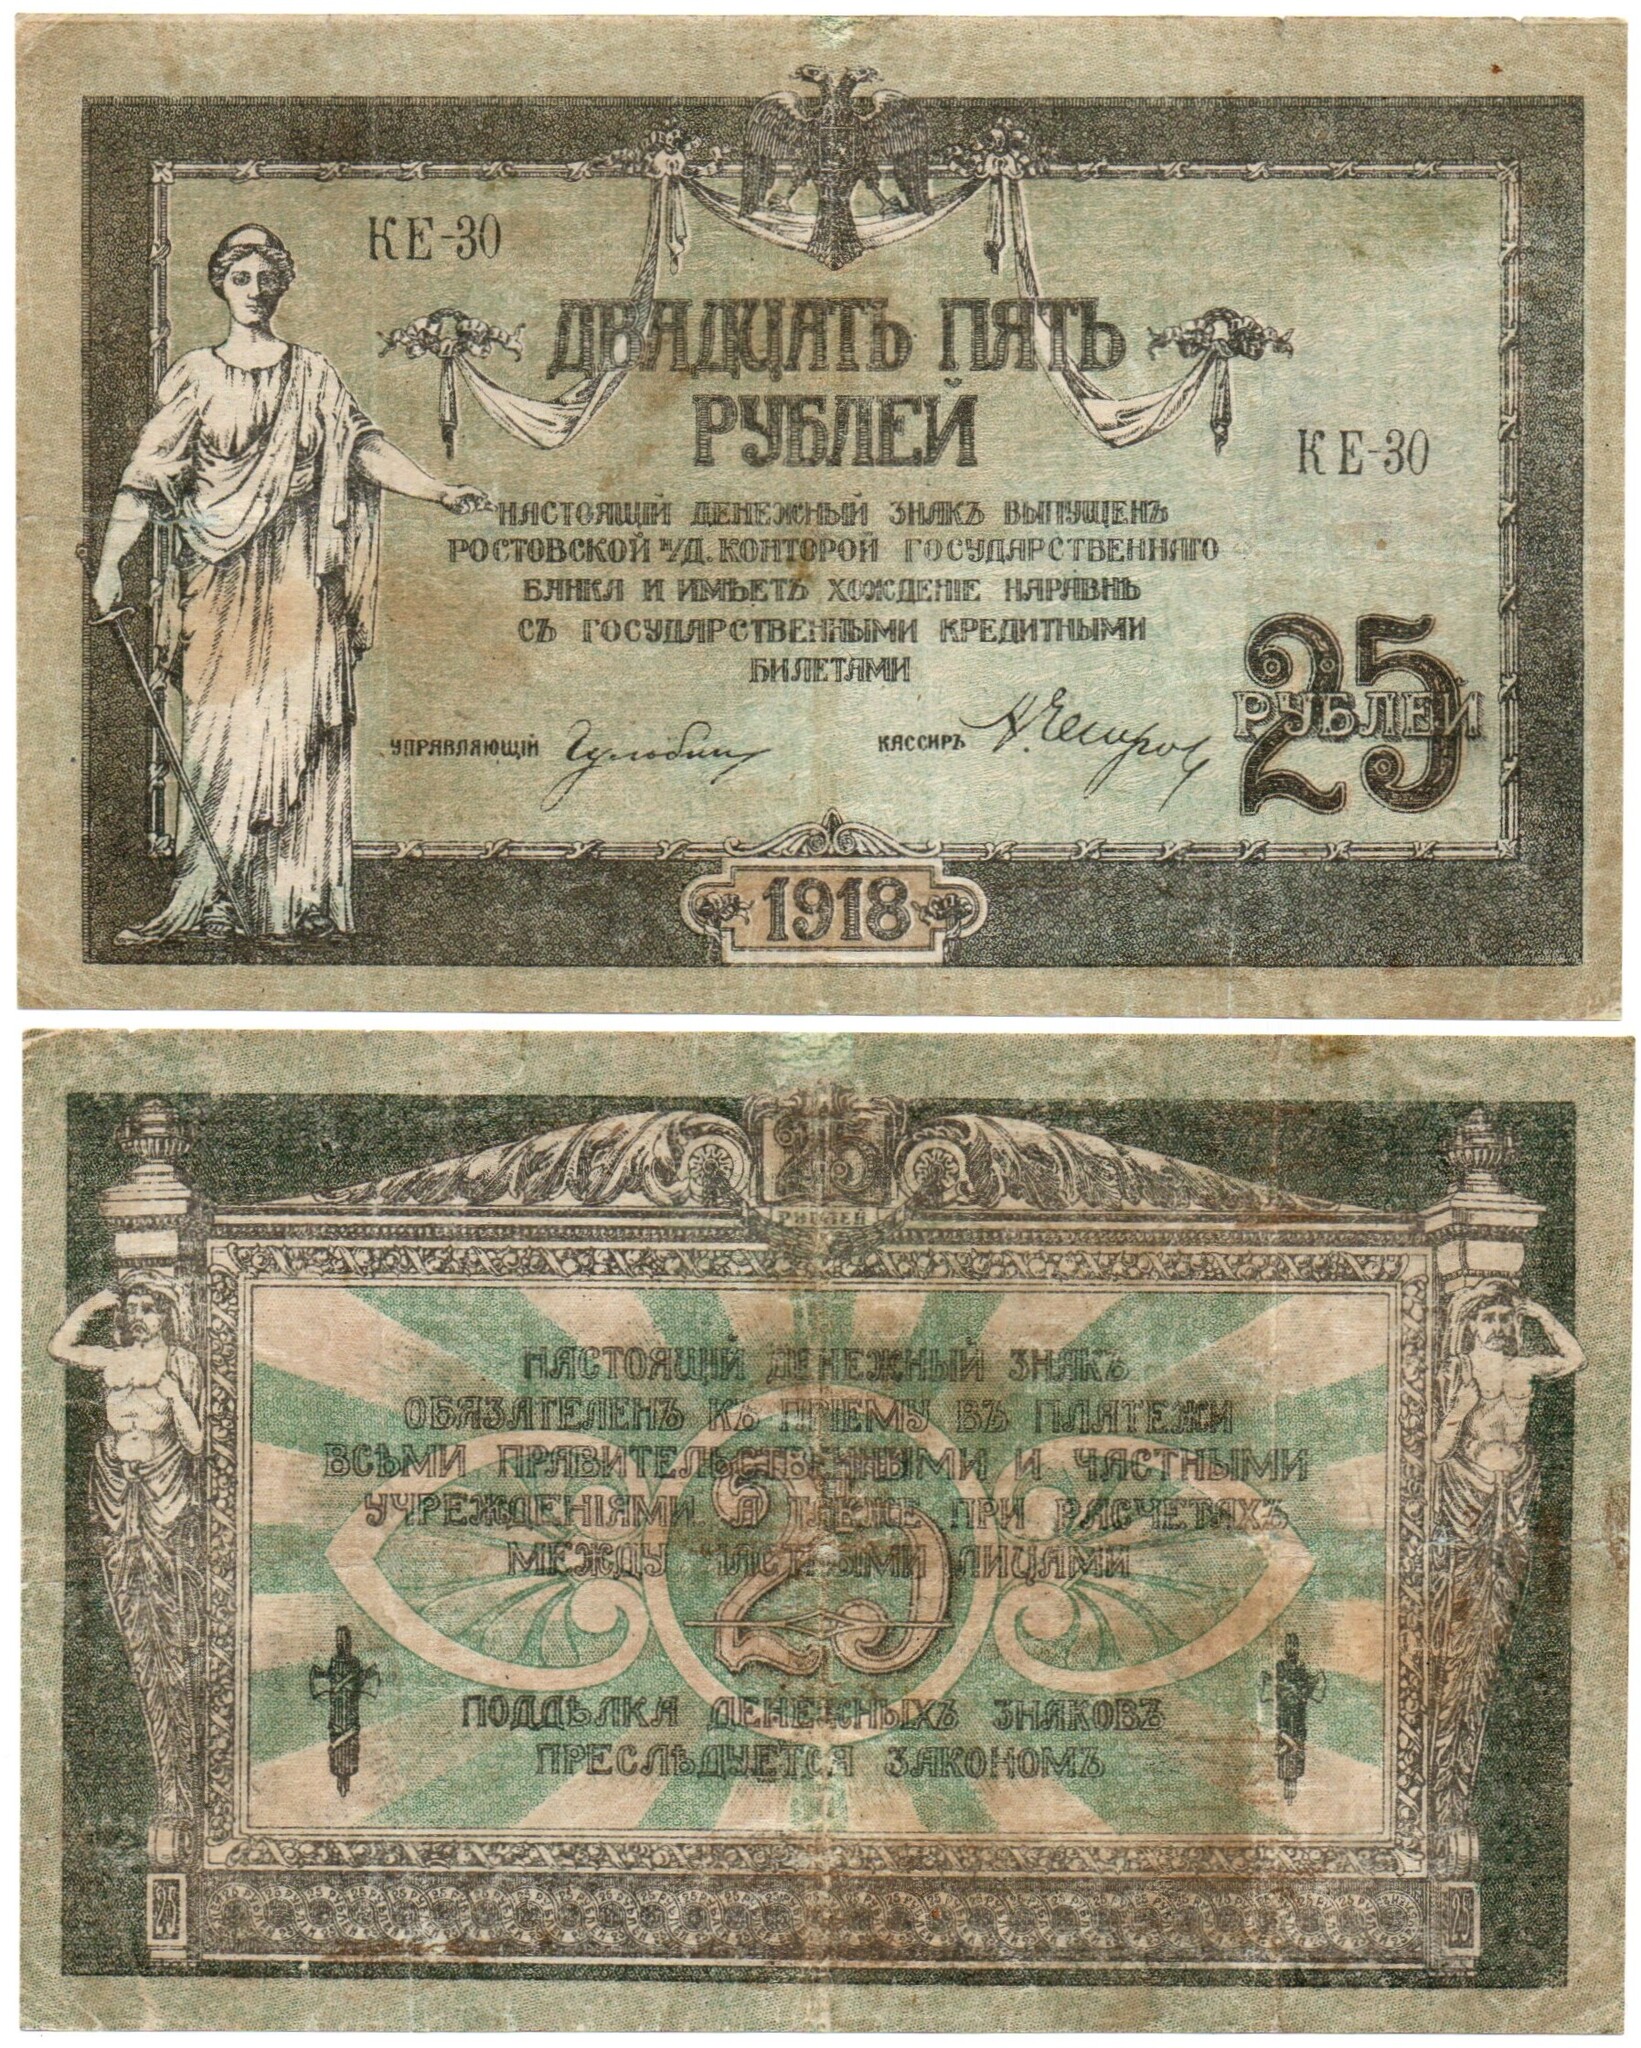 КЕ-30
ДВАДЦАТЬ ПЯТЬ
РУБЛЕЙ
КЕ-30
НАСТОЯЩІЙ ДЕНЕЖНЫЙ ЗНАКЪ ВЫПУЩЕНЪ
РОСТОВСКОЙ Н/Д. КОНТОРОЙ ГОСУДАРСТВЕННАГО
БАНКА И ИМѢЕТЪ ХОЖДЕНІЕ НАРАВНѢ
СЪ ГОСУДАРСТВЕННЫМИ КРЕДИТНЫМИ
БИЛЕТАМИ
25
РУБЛЕЙ
УПРАВЛЯЮЩІЙ
КАССИРЪ
1918
25
РУБЛЕЙ
НАСТОЯЩІЙ ДЕНЕЖНЫЙ ЗНАКЪ
ОБЯЗАТЕЛЕНЪ КЪ ПРІЕМУ ВЪ ПЛАТЕЖИ
ВСѢМИ ПРАВИТЕЛЬСТВЕННЫМИ И ЧАСТНЫМИ
УЧРЕЖДЕНІЯМИ, А ТАКЖЕ ПРИ РАСЧЕТАХЪ
МЕЖДУ ЧАСТНЫМИ ЛИЦАМИ
25
ПОДДѢЛКА ДЕНЕЖНЫХЪ ЗНАКОВЪ
ПРЕСЛѢДУЕТСЯ ЗАКОНОМЪ
25
25